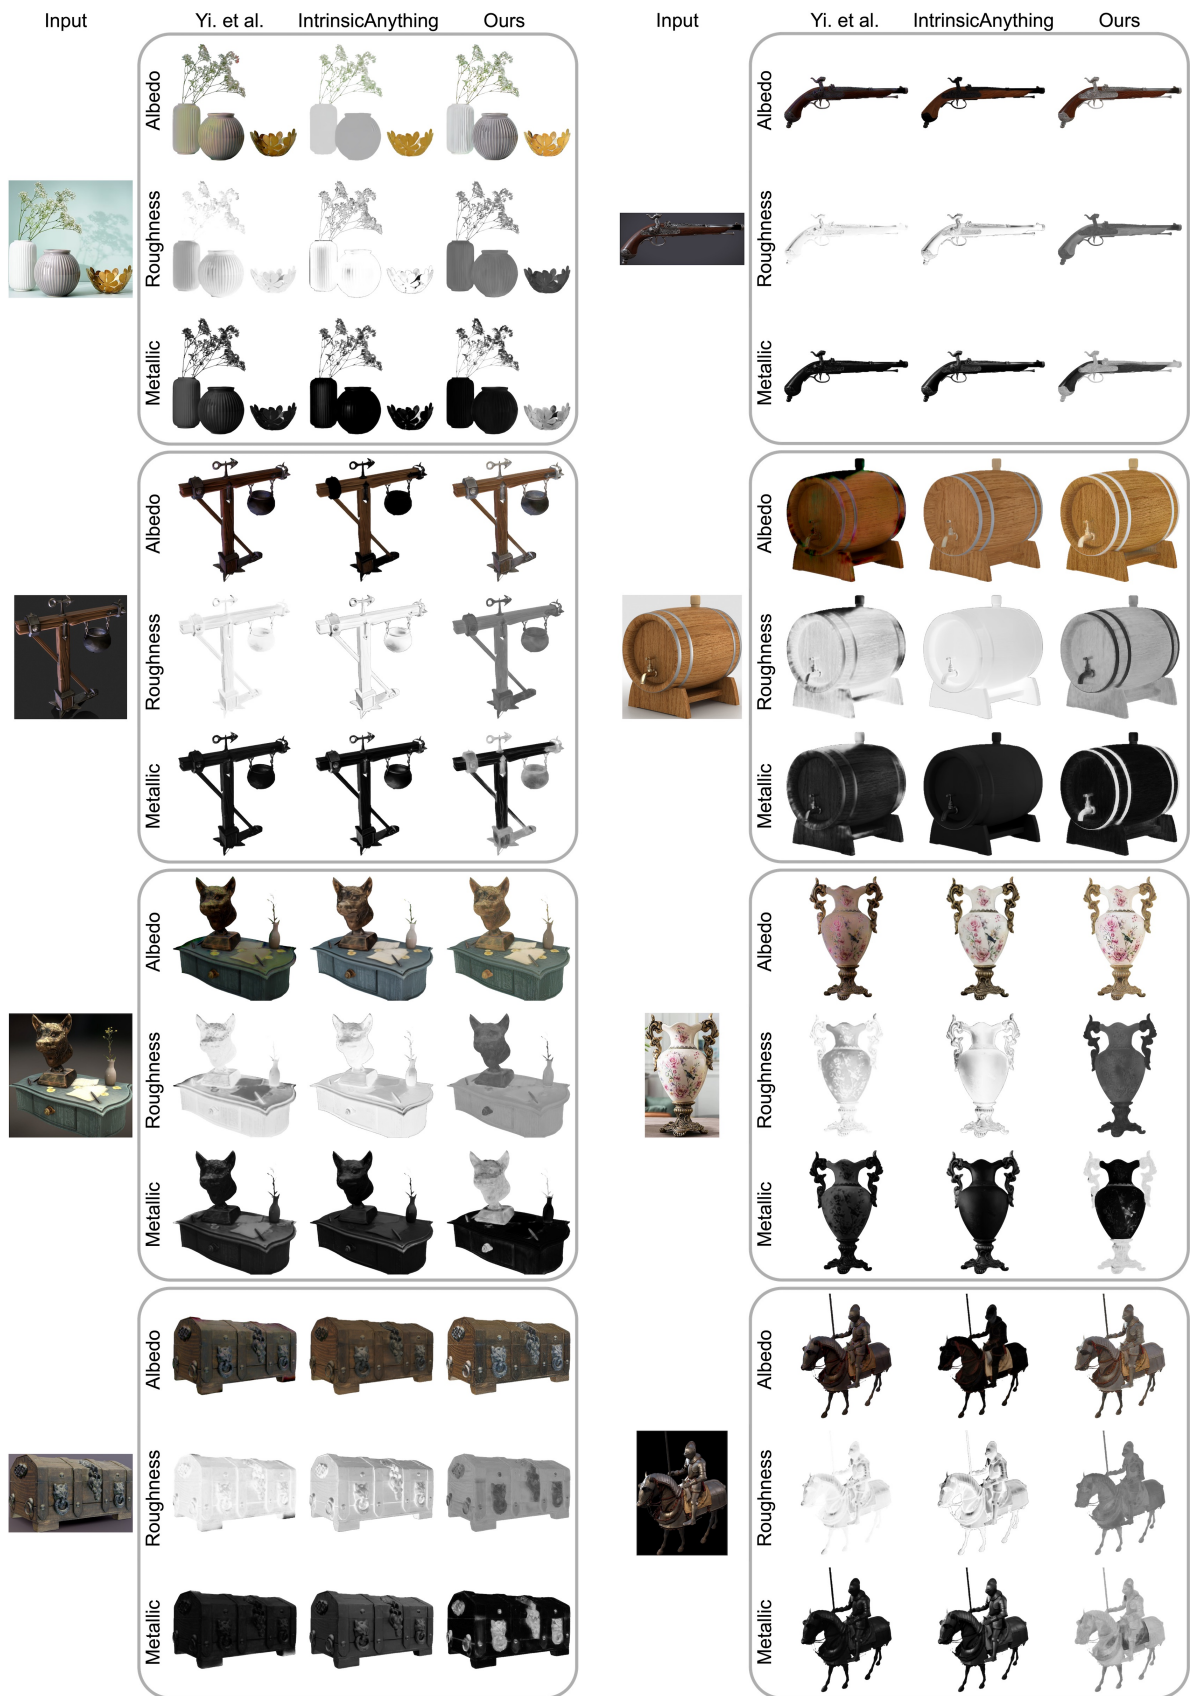 Input Yi. et al. IntrinsicAnything Ours Input Yi. et al. IntrinsicAnything Ours
Albedo
Roughness
Metallic
Albedo
Roughness
Metallic
Albedo
Roughness
Metallic
Albedo
Roughness
Metallic
Albedo
Roughness
Metallic
Albedo
Roughness
Metallic
Albedo
Roughness
Metallic
Albedo
Roughness
Metallic